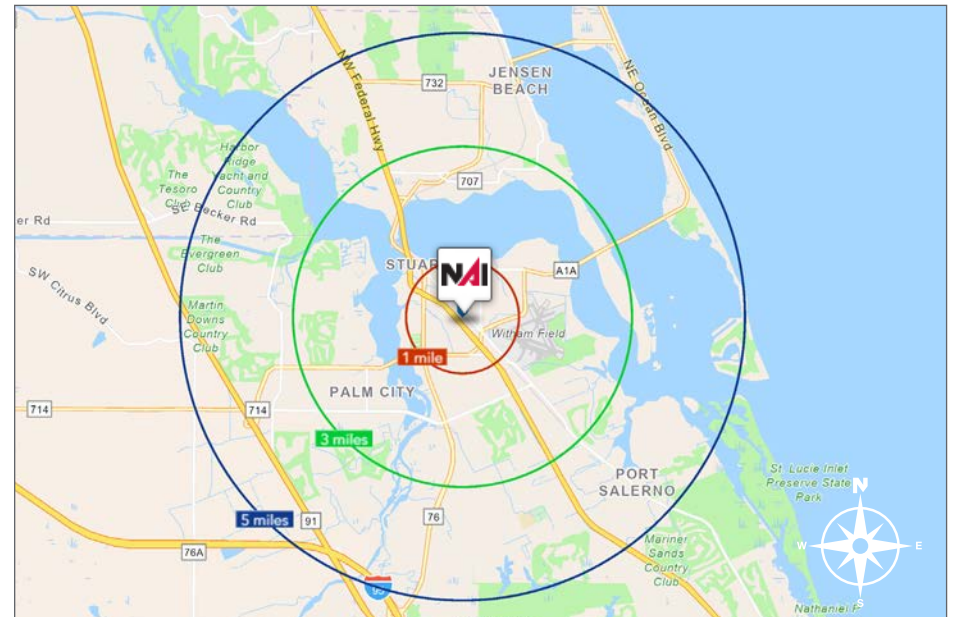 JENSEN
BEACH
732
NW Federal Hwy
NE Ocean Blvd
Harbor
Ridge
Yacht and
Country
Club
The
Tesoro
Club
707
SE Becker Rd
er Rd
The
Evergreen
Club
STUAR
NAI
A1A
SW Citrus Blvd
Martin
Downs
Country
Club
Witham Field
1 mile
PALM CITY
714
714
3 miles
PORT
SALERNO
St. Lucie Inlet
Preserve State
Park
N
5 miles
91
76
76A
W
E
Mariner
Sands
Country
Club
95
S
Nathaniel P